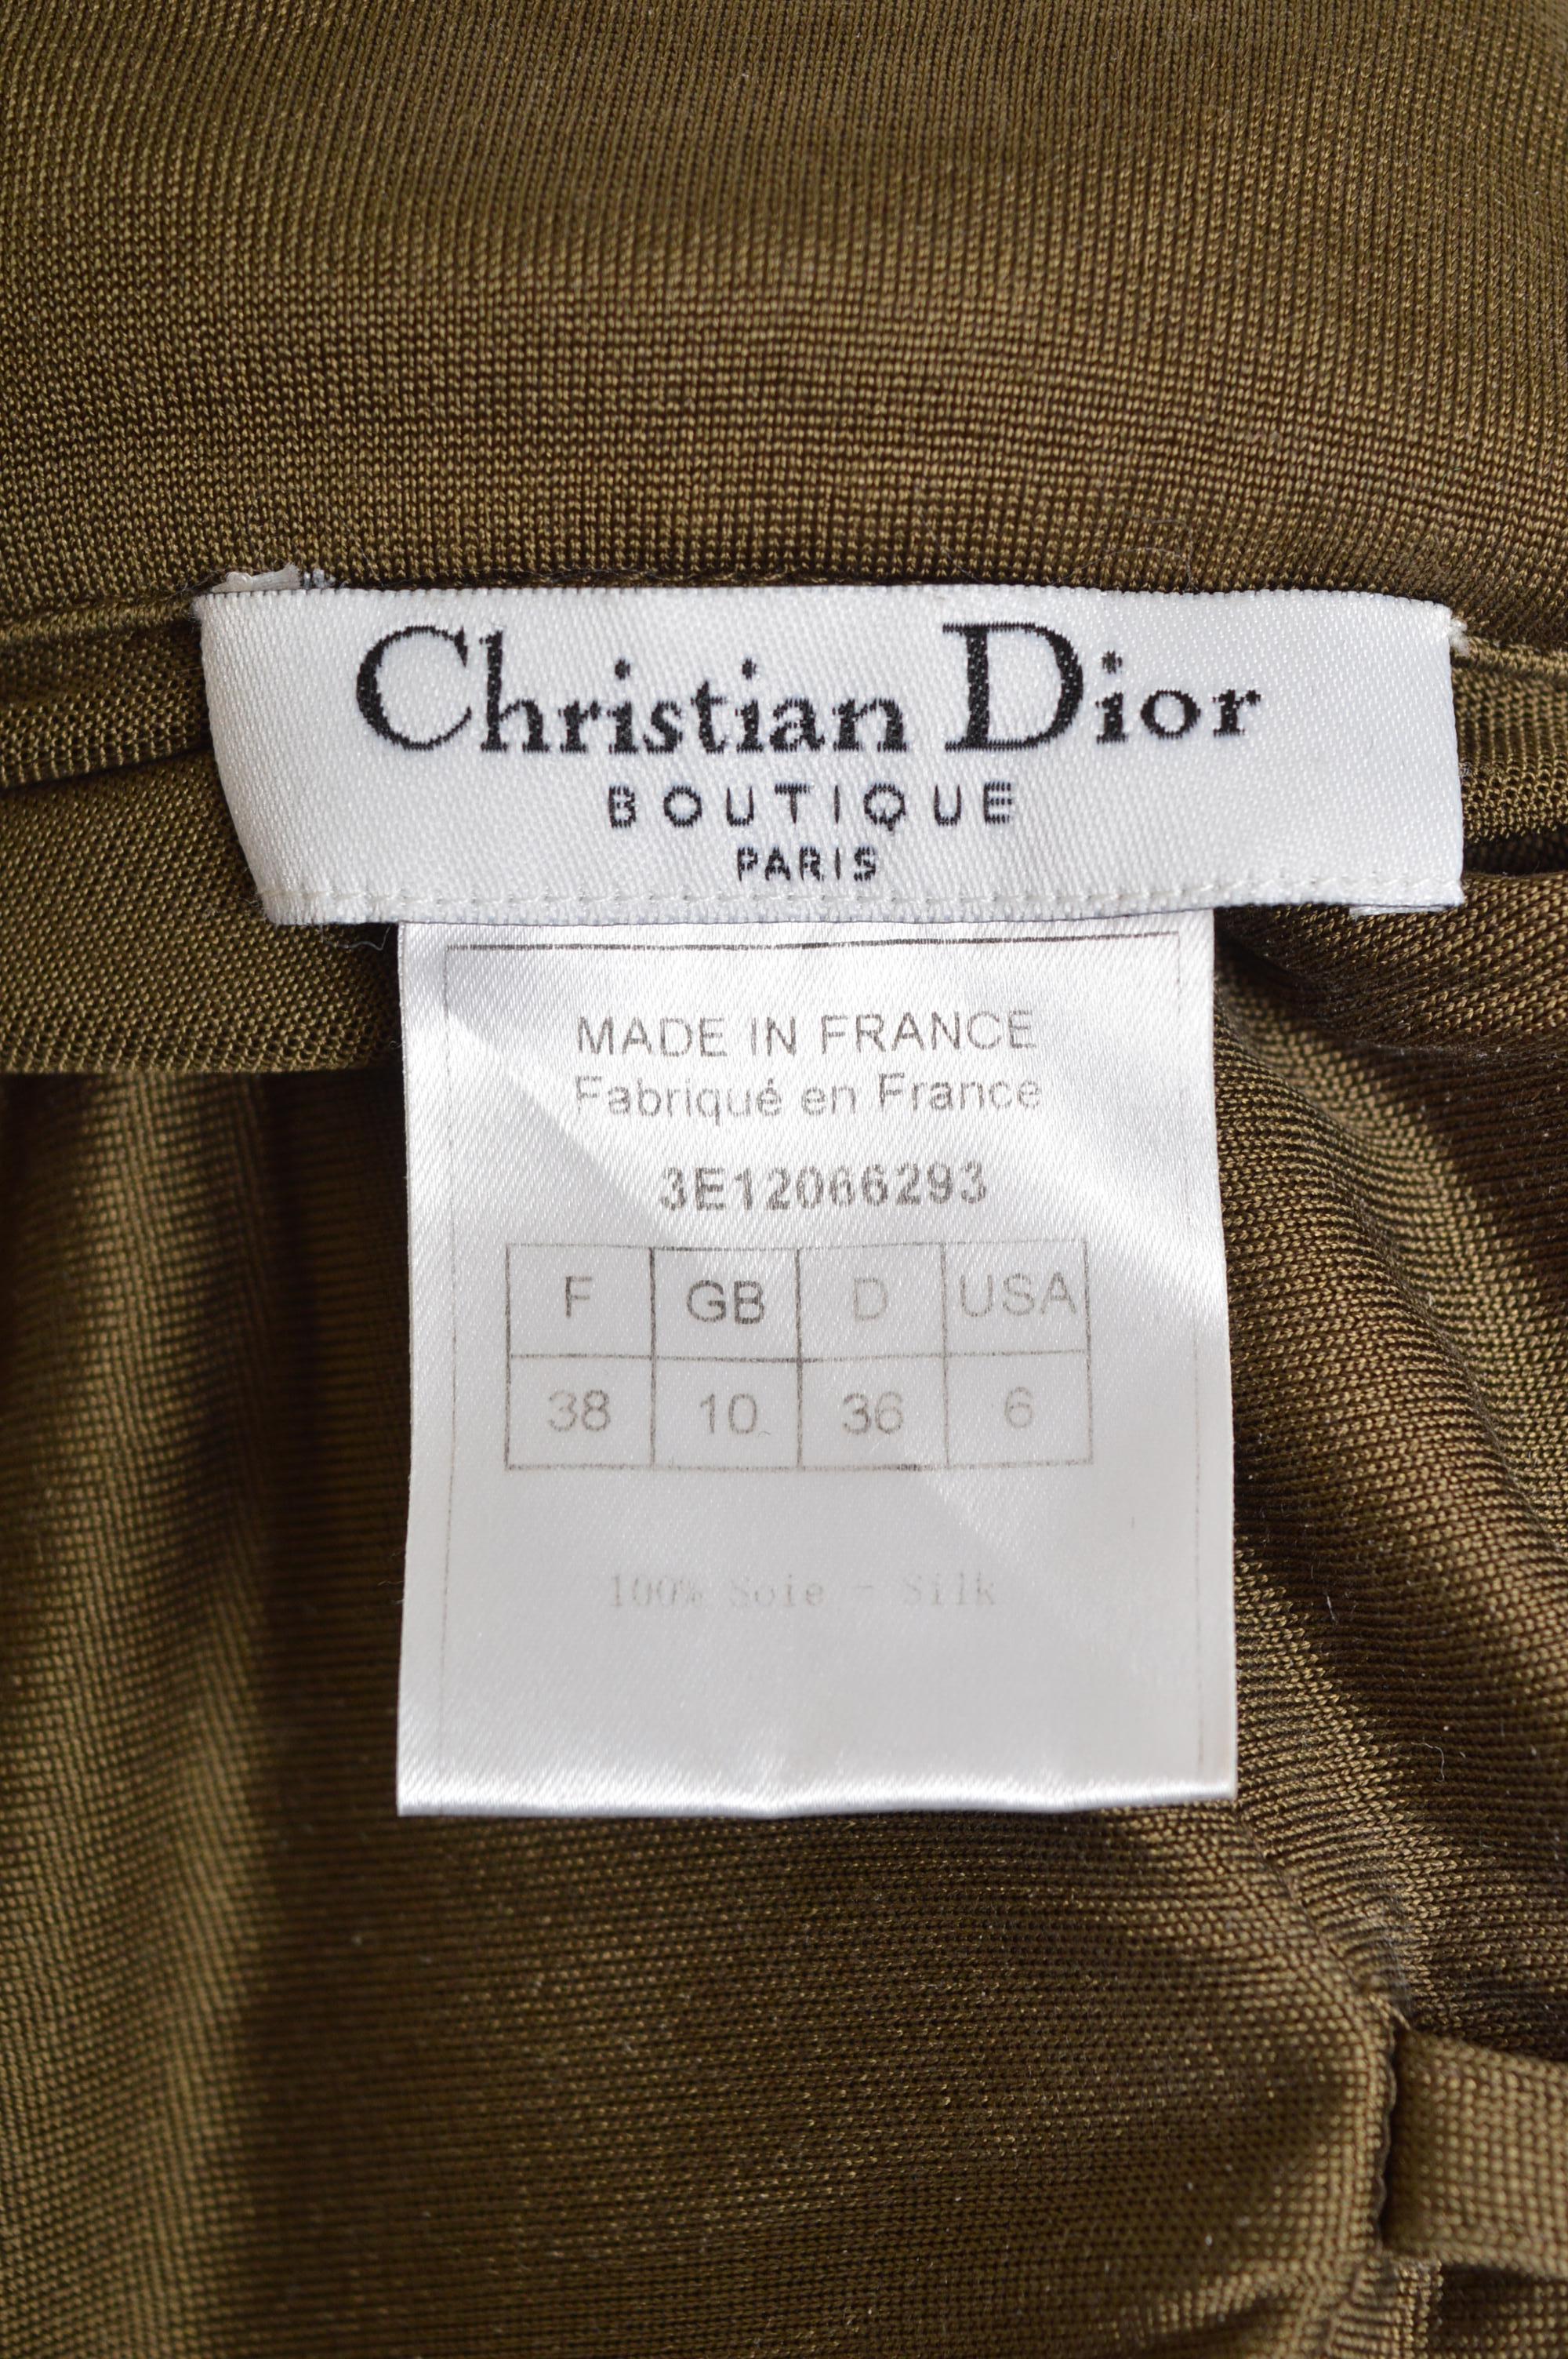 Christian Dior
BOUTIQUE
PARIS
MADE IN FRANCE
Fabriqué en France
3E12066293
F GB D USA
38 10 36 6
100% Soie - Silk